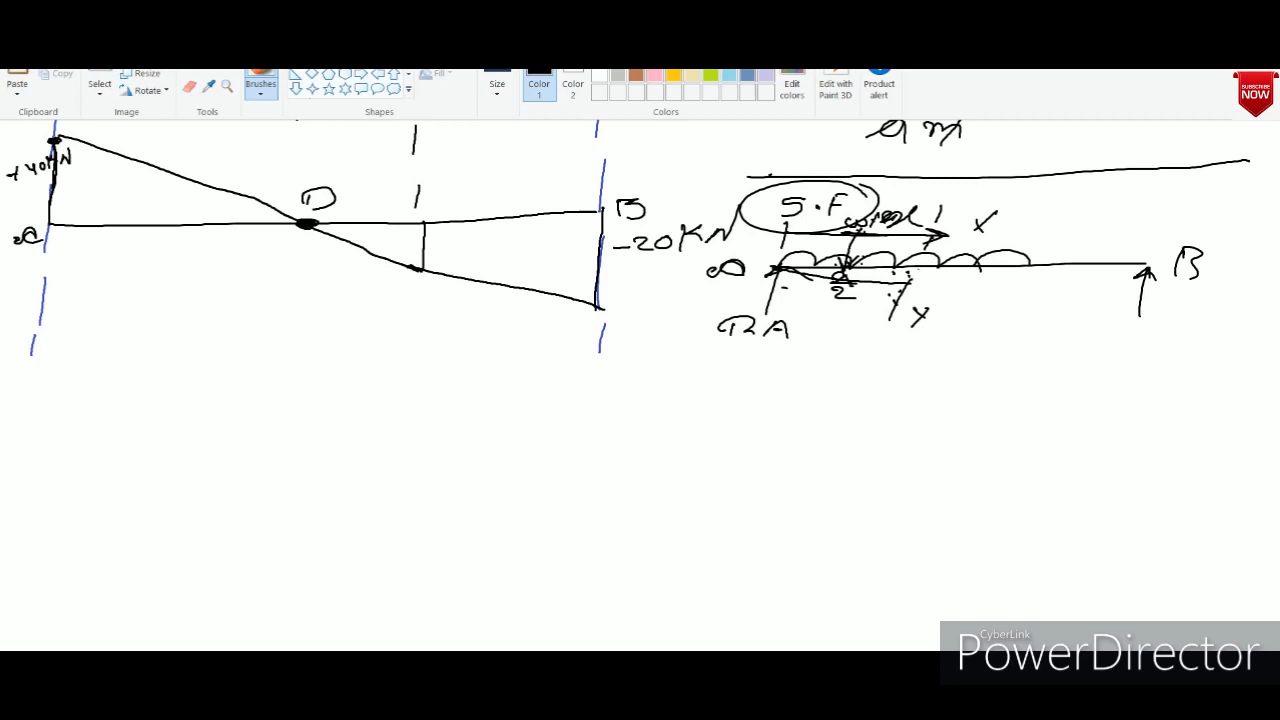 Paste
Copy
Select
Resize
Rotate
Brushes
Fill
Size
Color
1
Color
2
Edit
colors
Edit with
Paint 3D
Product
alert
Clipboard
Image
Tools
Shapes
Colors
SUBSCRIBE
NOW
+40KN
D
B
-20KN
S.F
X
B
2
X
RA
CyberLink
PowerDirector